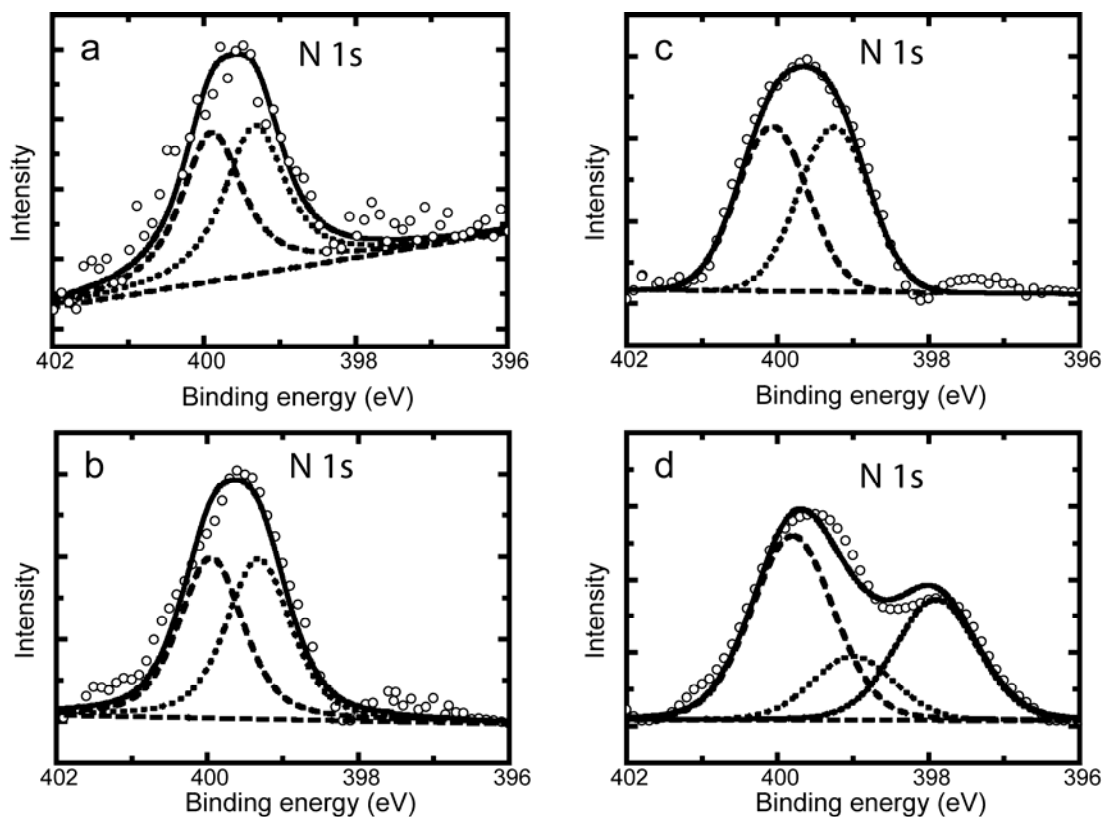 a
N 1s
Intensity
402
400
398
396
Binding energy (eV)
c
N 1s
Intensity
402
400
398
396
Binding energy (eV)
b
N 1s
Intensity
402
400
398
396
Binding energy (eV)
d
N 1s
Intensity
402
400
398
396
Binding energy (eV)